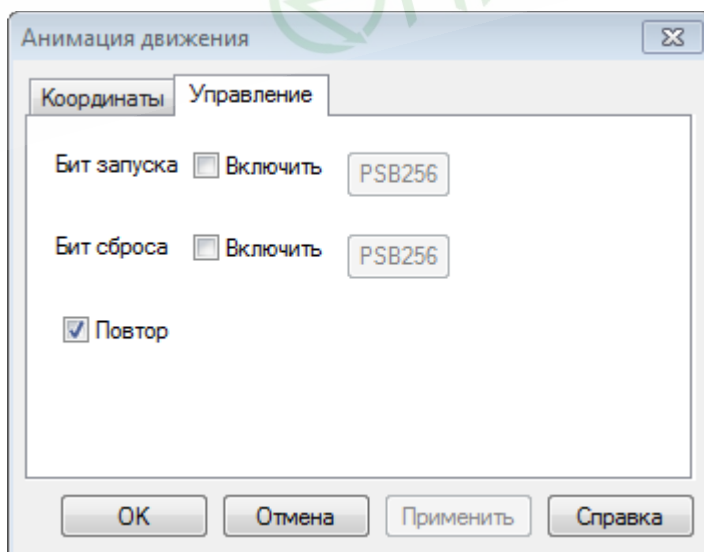 Анимация движения
Координаты Управление
Бит запуска Включить PSB256
Бит сброса Включить PSB256
Повтор
OK Отмена Применить Справка